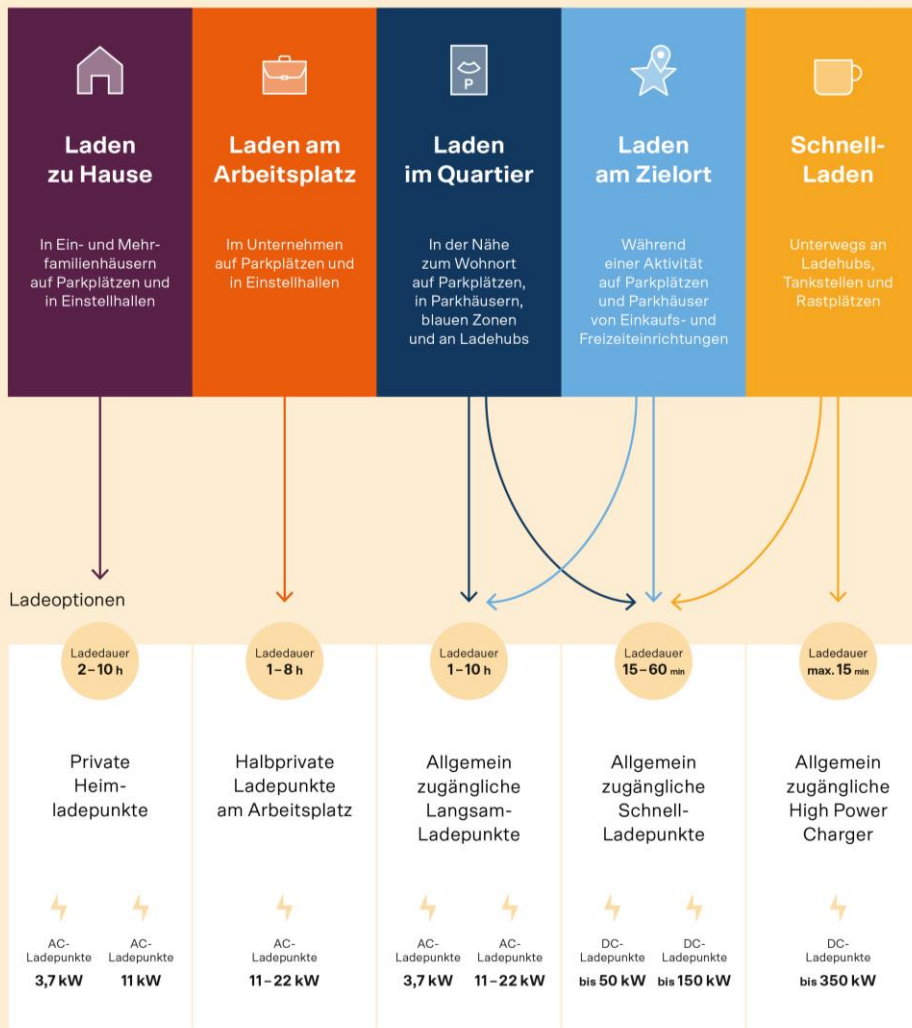 Laden
zu Hause
In Ein- und Mehr-
familienhäusern
auf Parkplätzen und
in Einstellhallen
Laden am
Arbeitsplatz
Im Unternehmen
auf Parkplätzen und
in Einstellhallen
P
Laden
im Quartier
In der Nähe
zum Wohnort
auf Parkplätzen,
in Parkhäusern,
blauen Zonen
und an Ladehubs
Laden
am Zielort
Während
einer Aktivität
auf Parkplätzen
und Parkhäuser
von Einkaufs- und
Freizeiteinrichtungen
Schnell-
Laden
Unterwegs an
Ladehubs,
Tankstellen und
Rastplätzen
Ladeoptionen
Ladedauer
2–10 h
Private
Heim-
ladepunkte
AC-
Ladepunkte
3,7 kW
AC-
Ladepunkte
11 kW
Ladedauer
1–8 h
Halbprivate
Ladepunkte
am Arbeitsplatz
AC-
Ladepunkte
11–22 kW
Ladedauer
1–10 h
Allgemein
zugängliche
Langsam-
Ladepunkte
AC-
Ladepunkte
3,7 kW
AC-
Ladepunkte
11–22 kW
Ladedauer
15–60 min
Allgemein
zugängliche
Schnell-
Ladepunkte
DC-
Ladepunkte
bis 50 kW
DC-
Ladepunkte
bis 150 kW
Ladedauer
max. 15 min
Allgemein
zugängliche
High Power
Charger
DC-
Ladepunkte
bis 350 kW